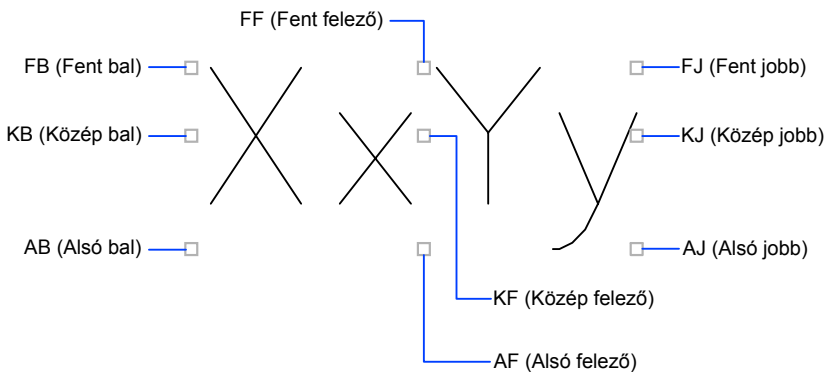 FF (Fent felező)
FB (Fent bal)
X x Y y
FJ (Fent jobb)
KB (Közép bal)
KJ (Közép jobb)
AB (Alsó bal)
AJ (Alsó jobb)
KF (Közép felező)
AF (Alsó felező)